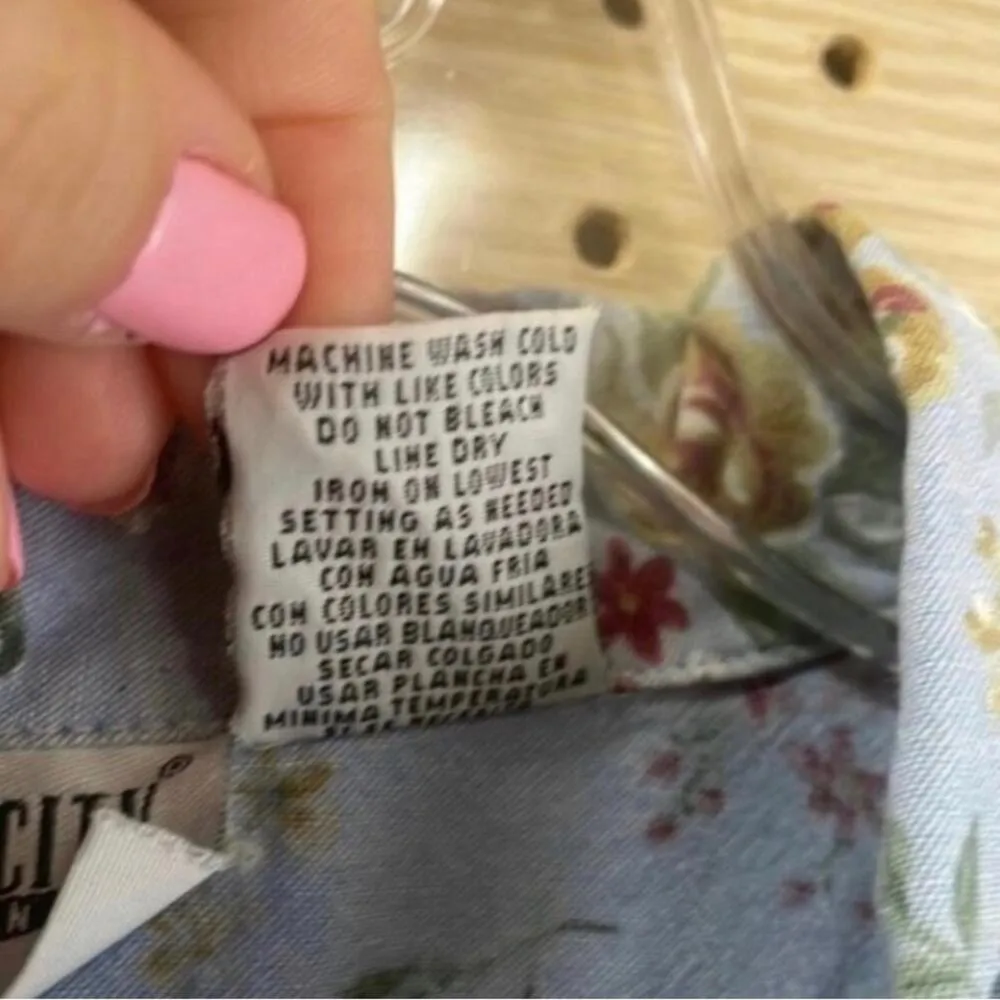 MACHINE WASH COLD
WITH LIKE COLORS
DO NOT BLEACH
LINE DRY
IRON ON LOWEST
SETTING AS NEEDED
LAVAR EN LAVADORA
CON AGUA FRIA
CON COLORES SIMILARES
NO USAR BLANQUEADOR
SECAR COLGADO
USAR PLANCHA EN
MINIMA TEMPERATURA
CITY